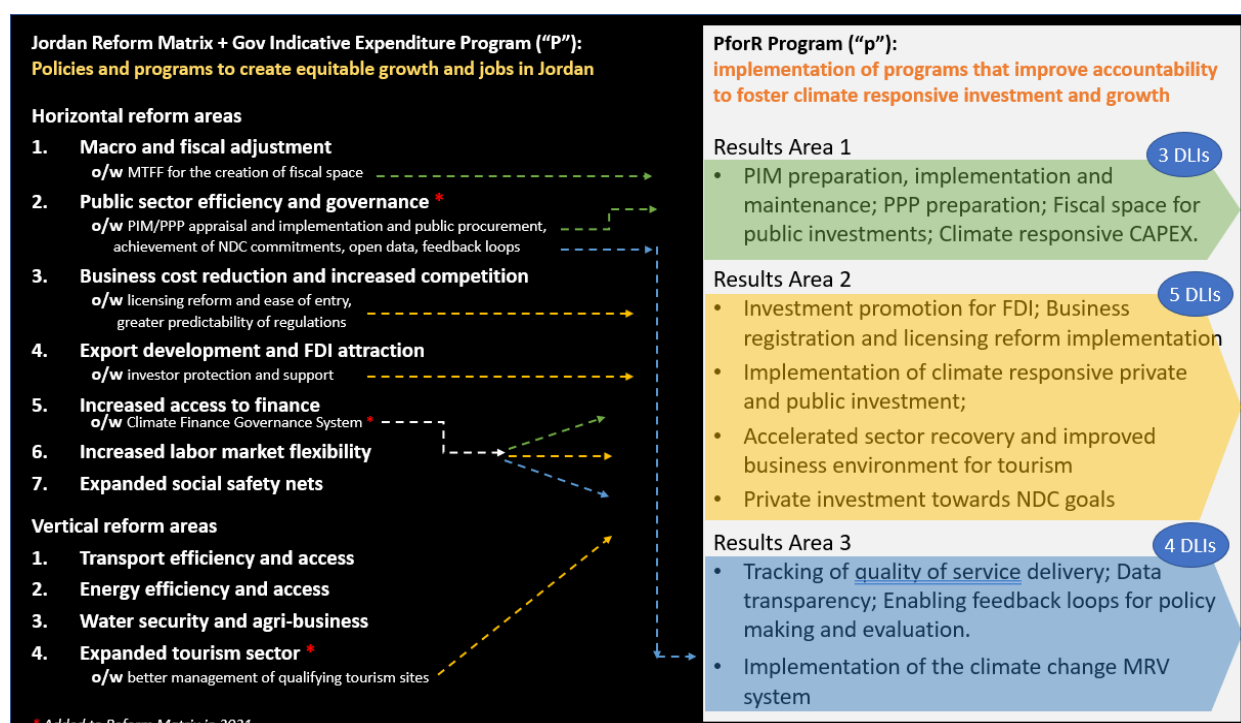 Jordan Reform Matrix + Gov Indicative Expenditure Program (“P”):
Policies and programs to create equitable growth and jobs in Jordan
Horizontal reform areas
1. Macro and fiscal adjustment
o/w MTFF for the creation of fiscal space
2. Public sector efficiency and governance *
o/w PIM/PPP appraisal and implementation and public procurement,
achievement of NDC commitments, open data, feedback loops
3. Business cost reduction and increased competition
o/w licensing reform and ease of entry,
greater predictability of regulations
4. Export development and FDI attraction
o/w investor protection and support
5. Increased access to finance
o/w Climate Finance Governance System *
6. Increased labor market flexibility
7. Expanded social safety nets
Vertical reform areas
1. Transport efficiency and access
2. Energy efficiency and access
3. Water security and agri-business
4. Expanded tourism sector *
o/w better management of qualifying tourism sites
* Added to Reform Matrix in 2021
PforR Program (“p”):
implementation of programs that improve accountability
to foster climate responsive investment and growth
Results Area 1
3 DLIs
• PIM preparation, implementation and
maintenance; PPP preparation; Fiscal space for
public investments; Climate responsive CAPEX.
Results Area 2
5 DLIs
• Investment promotion for FDI; Business
registration and licensing reform implementation
• Implementation of climate responsive private
and public investment;
• Accelerated sector recovery and improved
business environment for tourism
• Private investment towards NDC goals
Results Area 3
4 DLIs
• Tracking of quality of service delivery; Data
transparency; Enabling feedback loops for policy
making and evaluation.
• Implementation of the climate change MRV
system